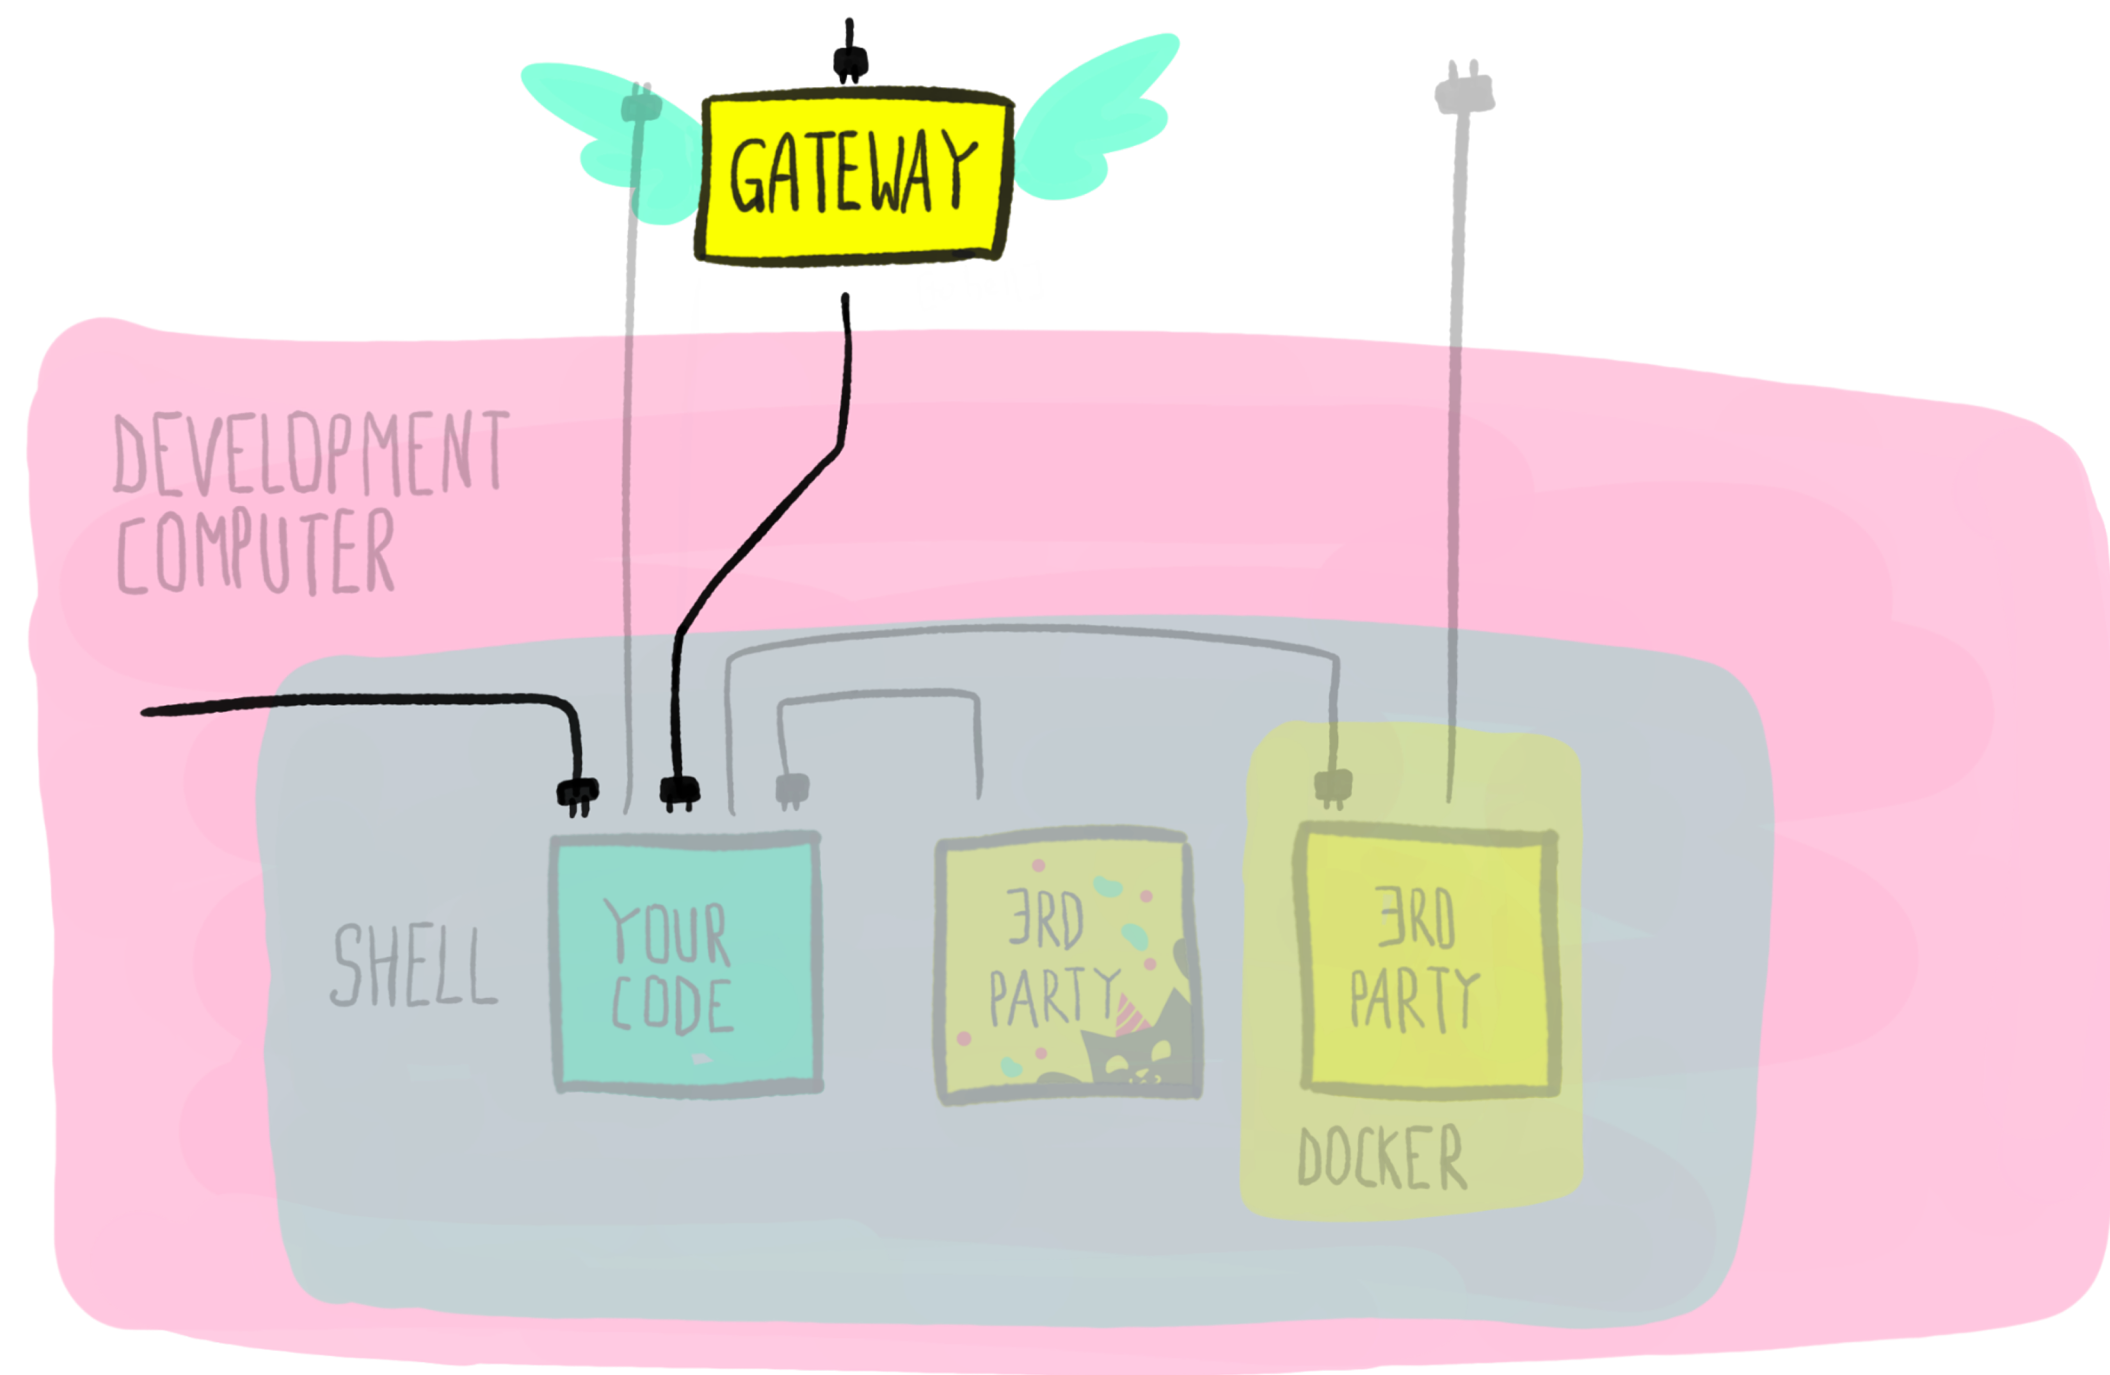 GATEWAY
DEVELOPMENT
COMPUTER
SHELL
YOUR
CODE
3RD
PARTY
3RD
PARTY
DOCKER